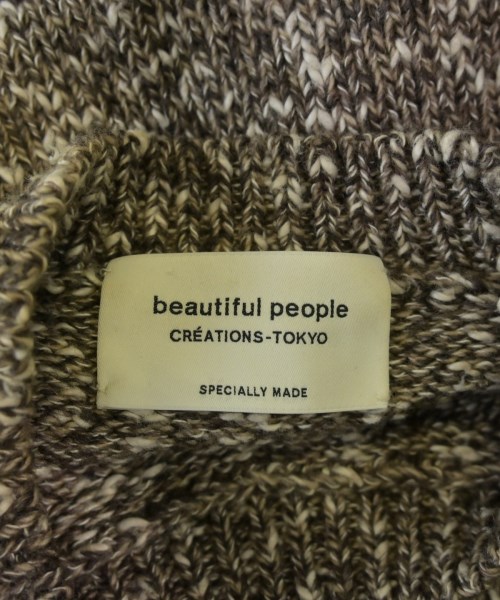 beautiful people
CRÉATIONS-TOKYO
SPECIALLY MADE